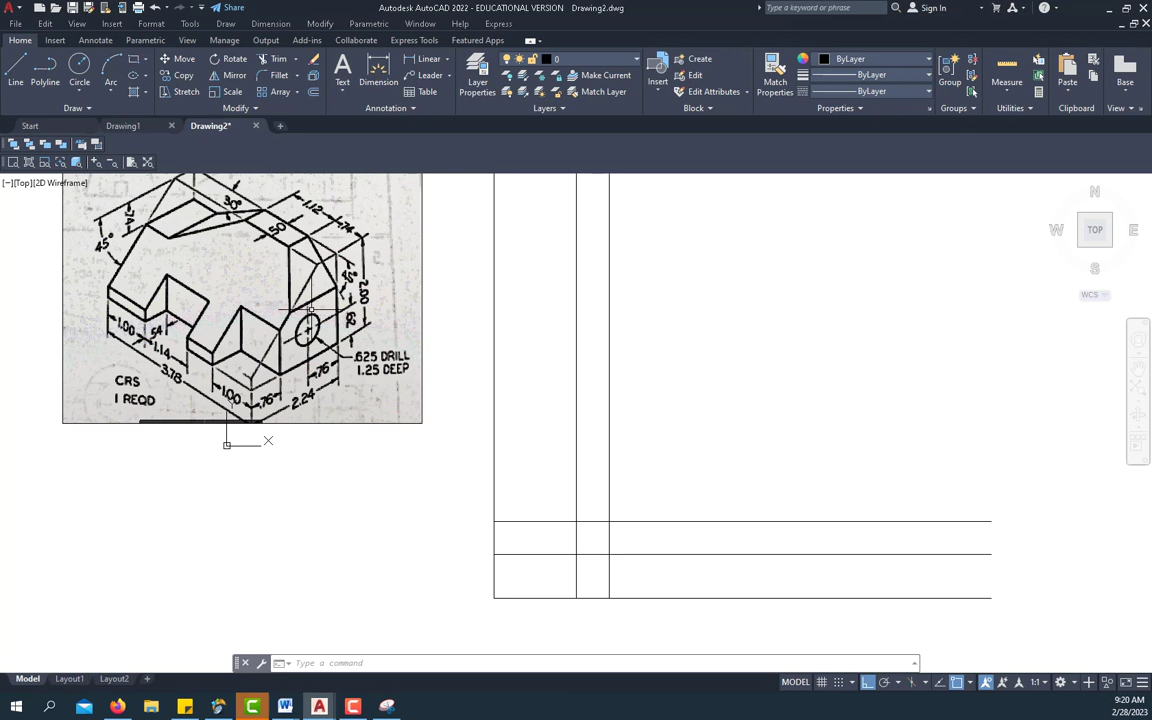 Autodesk AutoCAD 2022 - EDUCATIONAL VERSION Drawing2.dwg
Share
Type a keyword or phrase
Sign In
File Edit View Insert Format Tools Draw Dimension Modify Parametric Window Help Express
Home Insert Annotate Parametric View Manage Output Add-ins Collaborate Express Tools Featured Apps
Line Polyline Circle Arc
Move Rotate Trim
Copy Mirror Fillet
Stretch Scale Array
Text Dimension
Linear
Leader
Table
Layer Properties
0
Make Current
Match Layer
Insert
Create
Edit
Edit Attributes
Match Properties
ByLayer
ByLayer
ByLayer
Group
Measure
Paste
Base
Draw Modify Annotation Layers Block Properties Groups Utilities Clipboard View
Start Drawing1 Drawing2*
[−][Top][2D Wireframe]
N
W TOP E
S
WCS
30°
1.12
.74
.74
.50
45°
2.00
.62
1.00
.54
1.14
3.78
.625 DRILL
1.25 DEEP
.76
1.00
.76
2.24
CRS
1 REQD
X
Type a command
Model Layout1 Layout2
MODEL
1:1
9:20 AM
2/28/2023